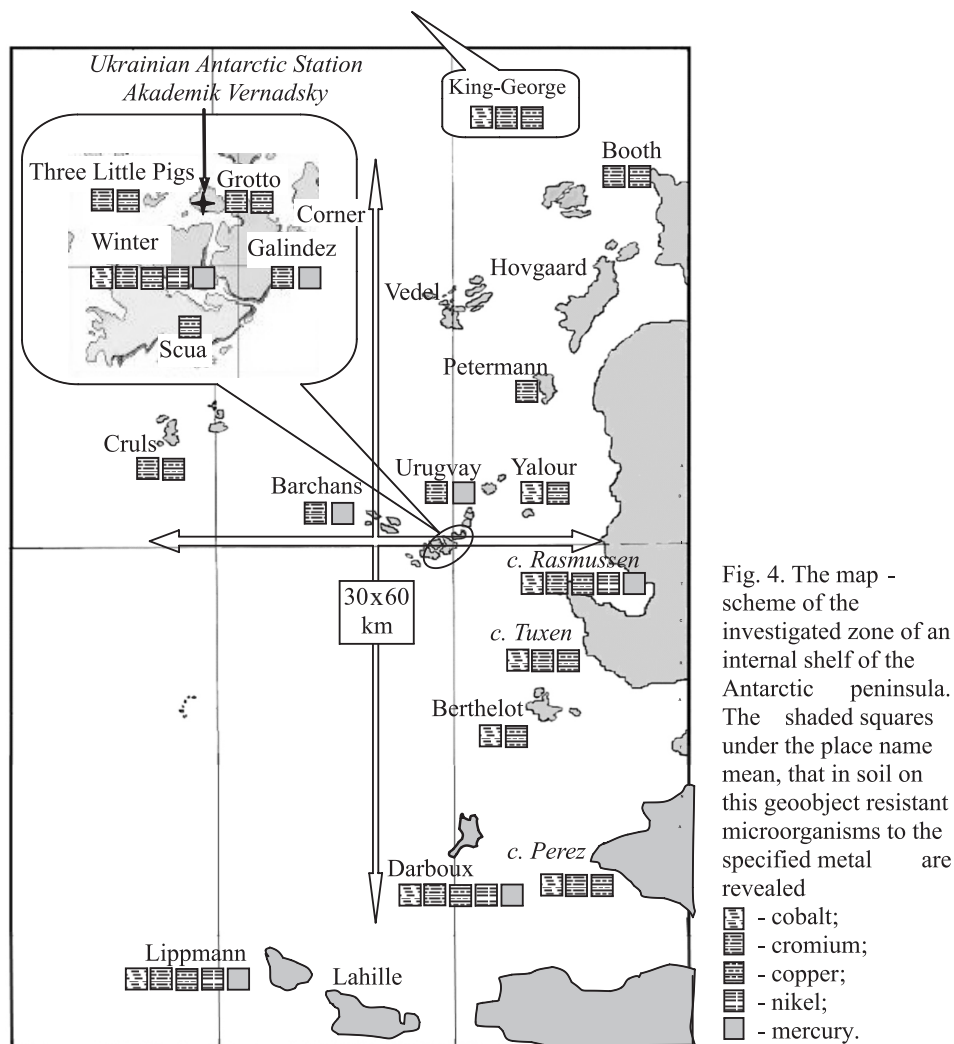 Ukrainian Antarctic Station
Akademik Vernadsky
King-George
Booth
Three Little Pigs
Grotto
Corner
Winter
Galindez
Hovgaard
Vedel
Scua
Petermann
Cruls
Urugvay
Yalour
Barchans
c. Rasmussen
30x60
km
c. Tuxen
Berthelot
c. Perez
Darboux
Lippmann
Lahille
Fig. 4. The map -
scheme of the
investigated zone of an
internal shelf of the
Antarctic peninsula.
The shaded squares
under the place name
mean, that in soil on
this geoobject resistant
microorganisms to the
specified metal are
revealed
- cobalt;
- cromium;
- copper;
- nikel;
- mercury.